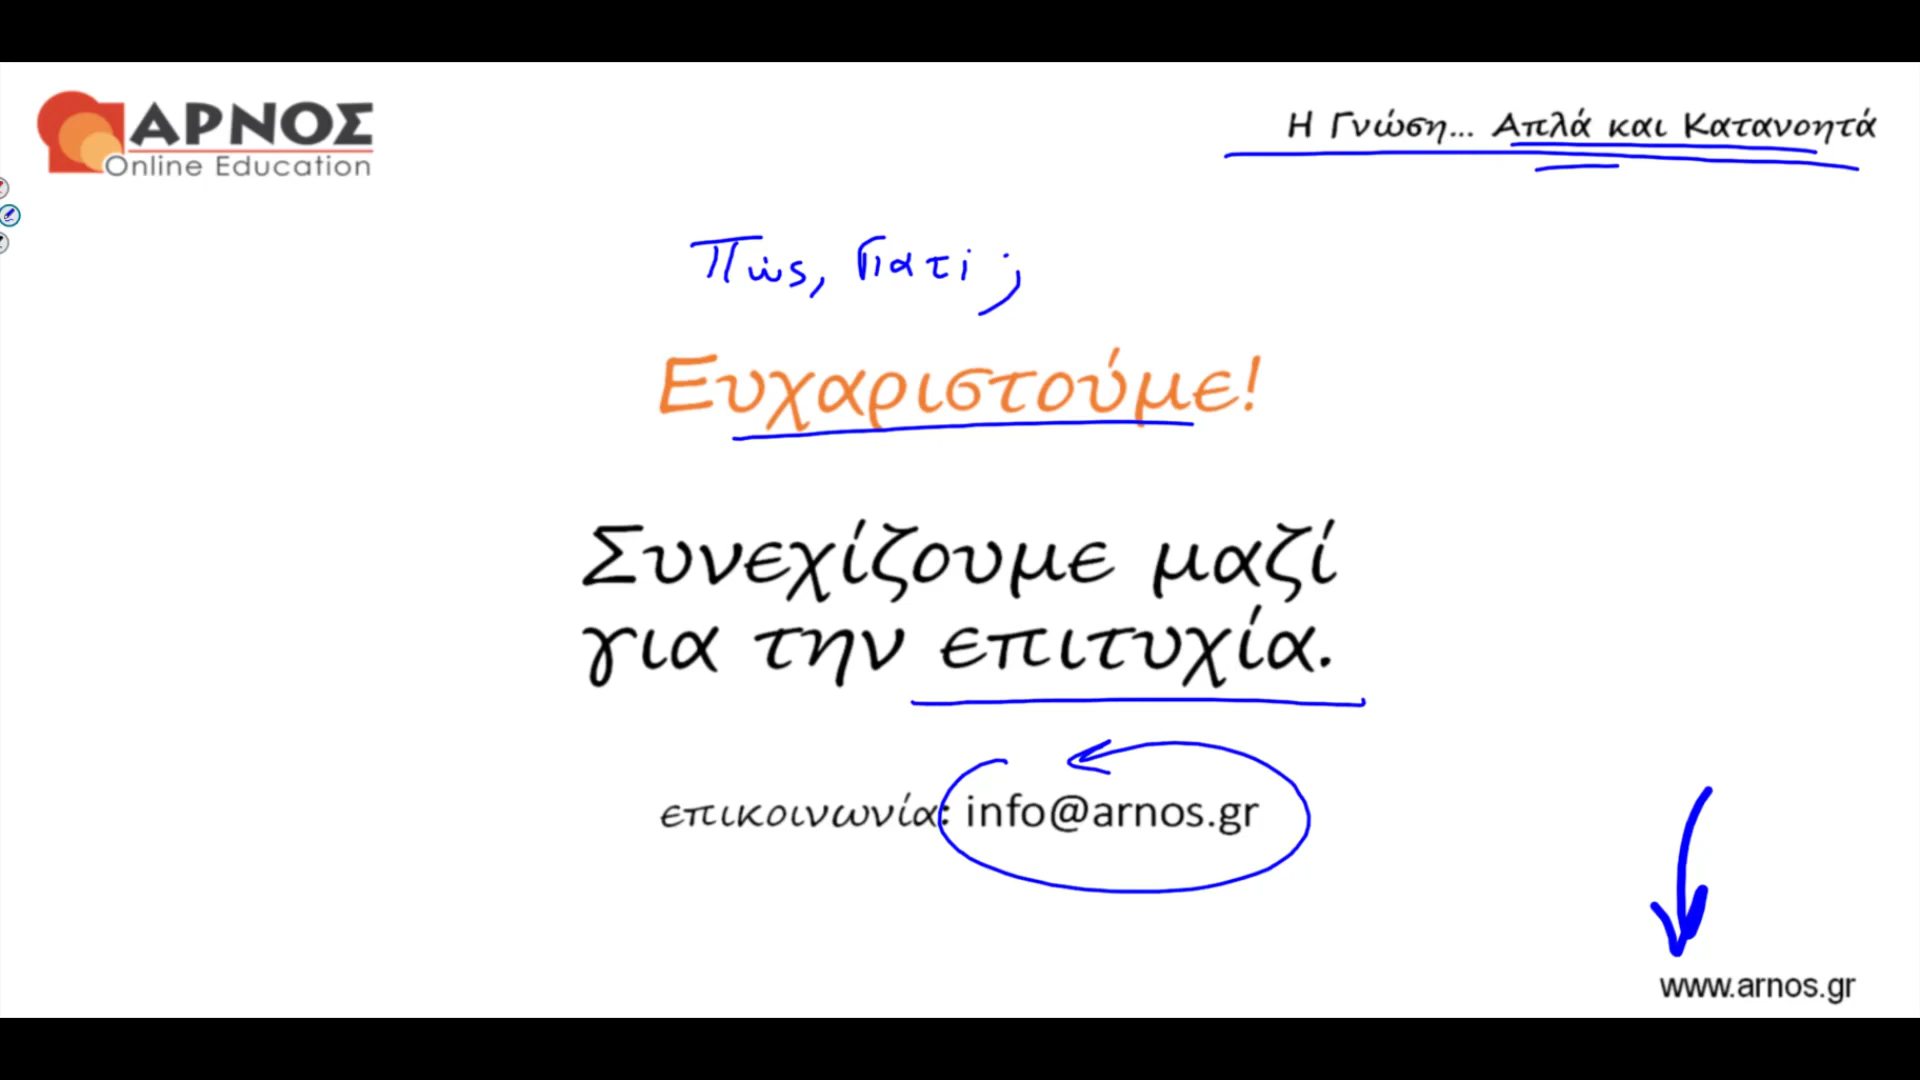 ΑΡΝΟΣ
Online Education
Η Γνώση... Απλά και Κατανοητά
Πώς, Γιατί ;
Ευχαριστούμε!
Συνεχίζουμε μαζί
για την επιτυχία.
επικοινωνία: info@arnos.gr
www.arnos.gr